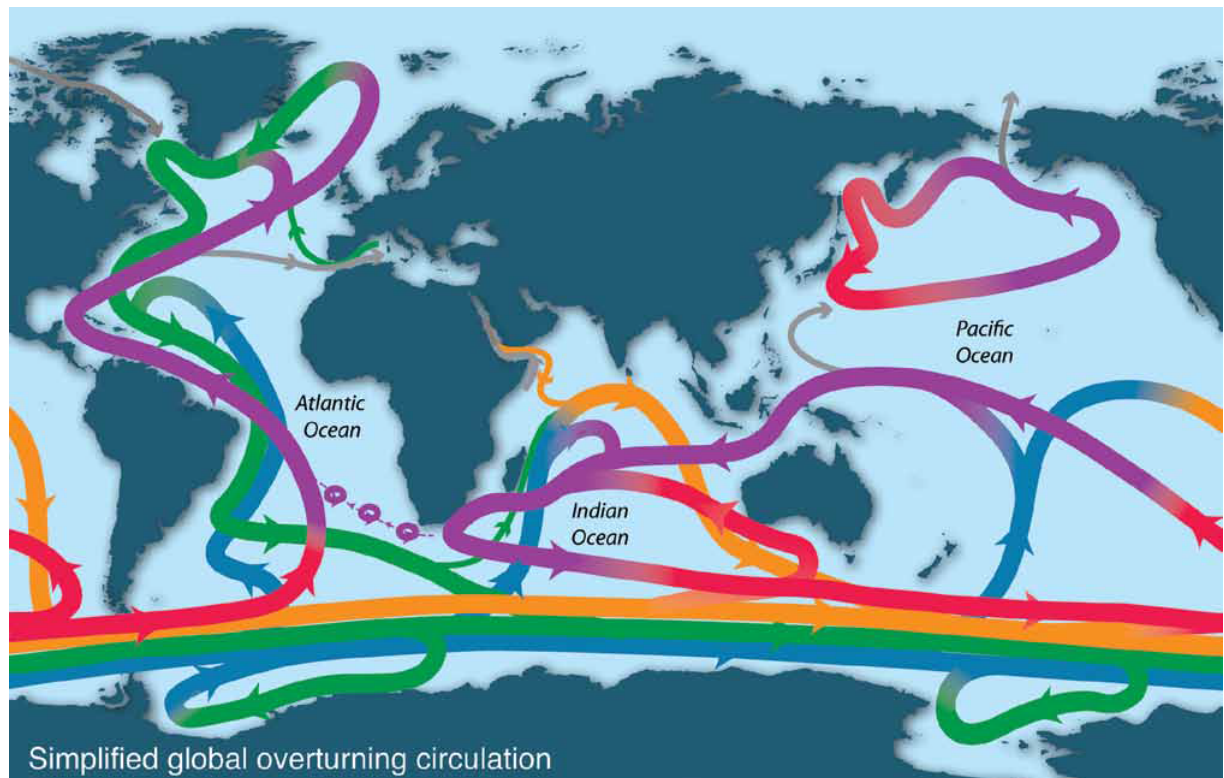 Pacific
Ocean
Atlantic
Ocean
Indian
Ocean
Simplified global overturning circulation